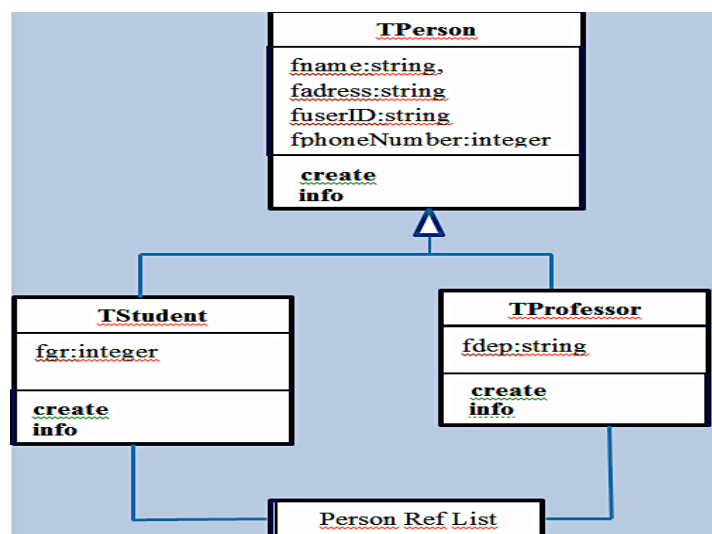 TPerson
fname:string,
fadress:string
fuserID:string
fphoneNumber:integer
create
info
TStudent
fgr:integer
create
info
TProfessor
fdep:string
create
info
Person Ref List